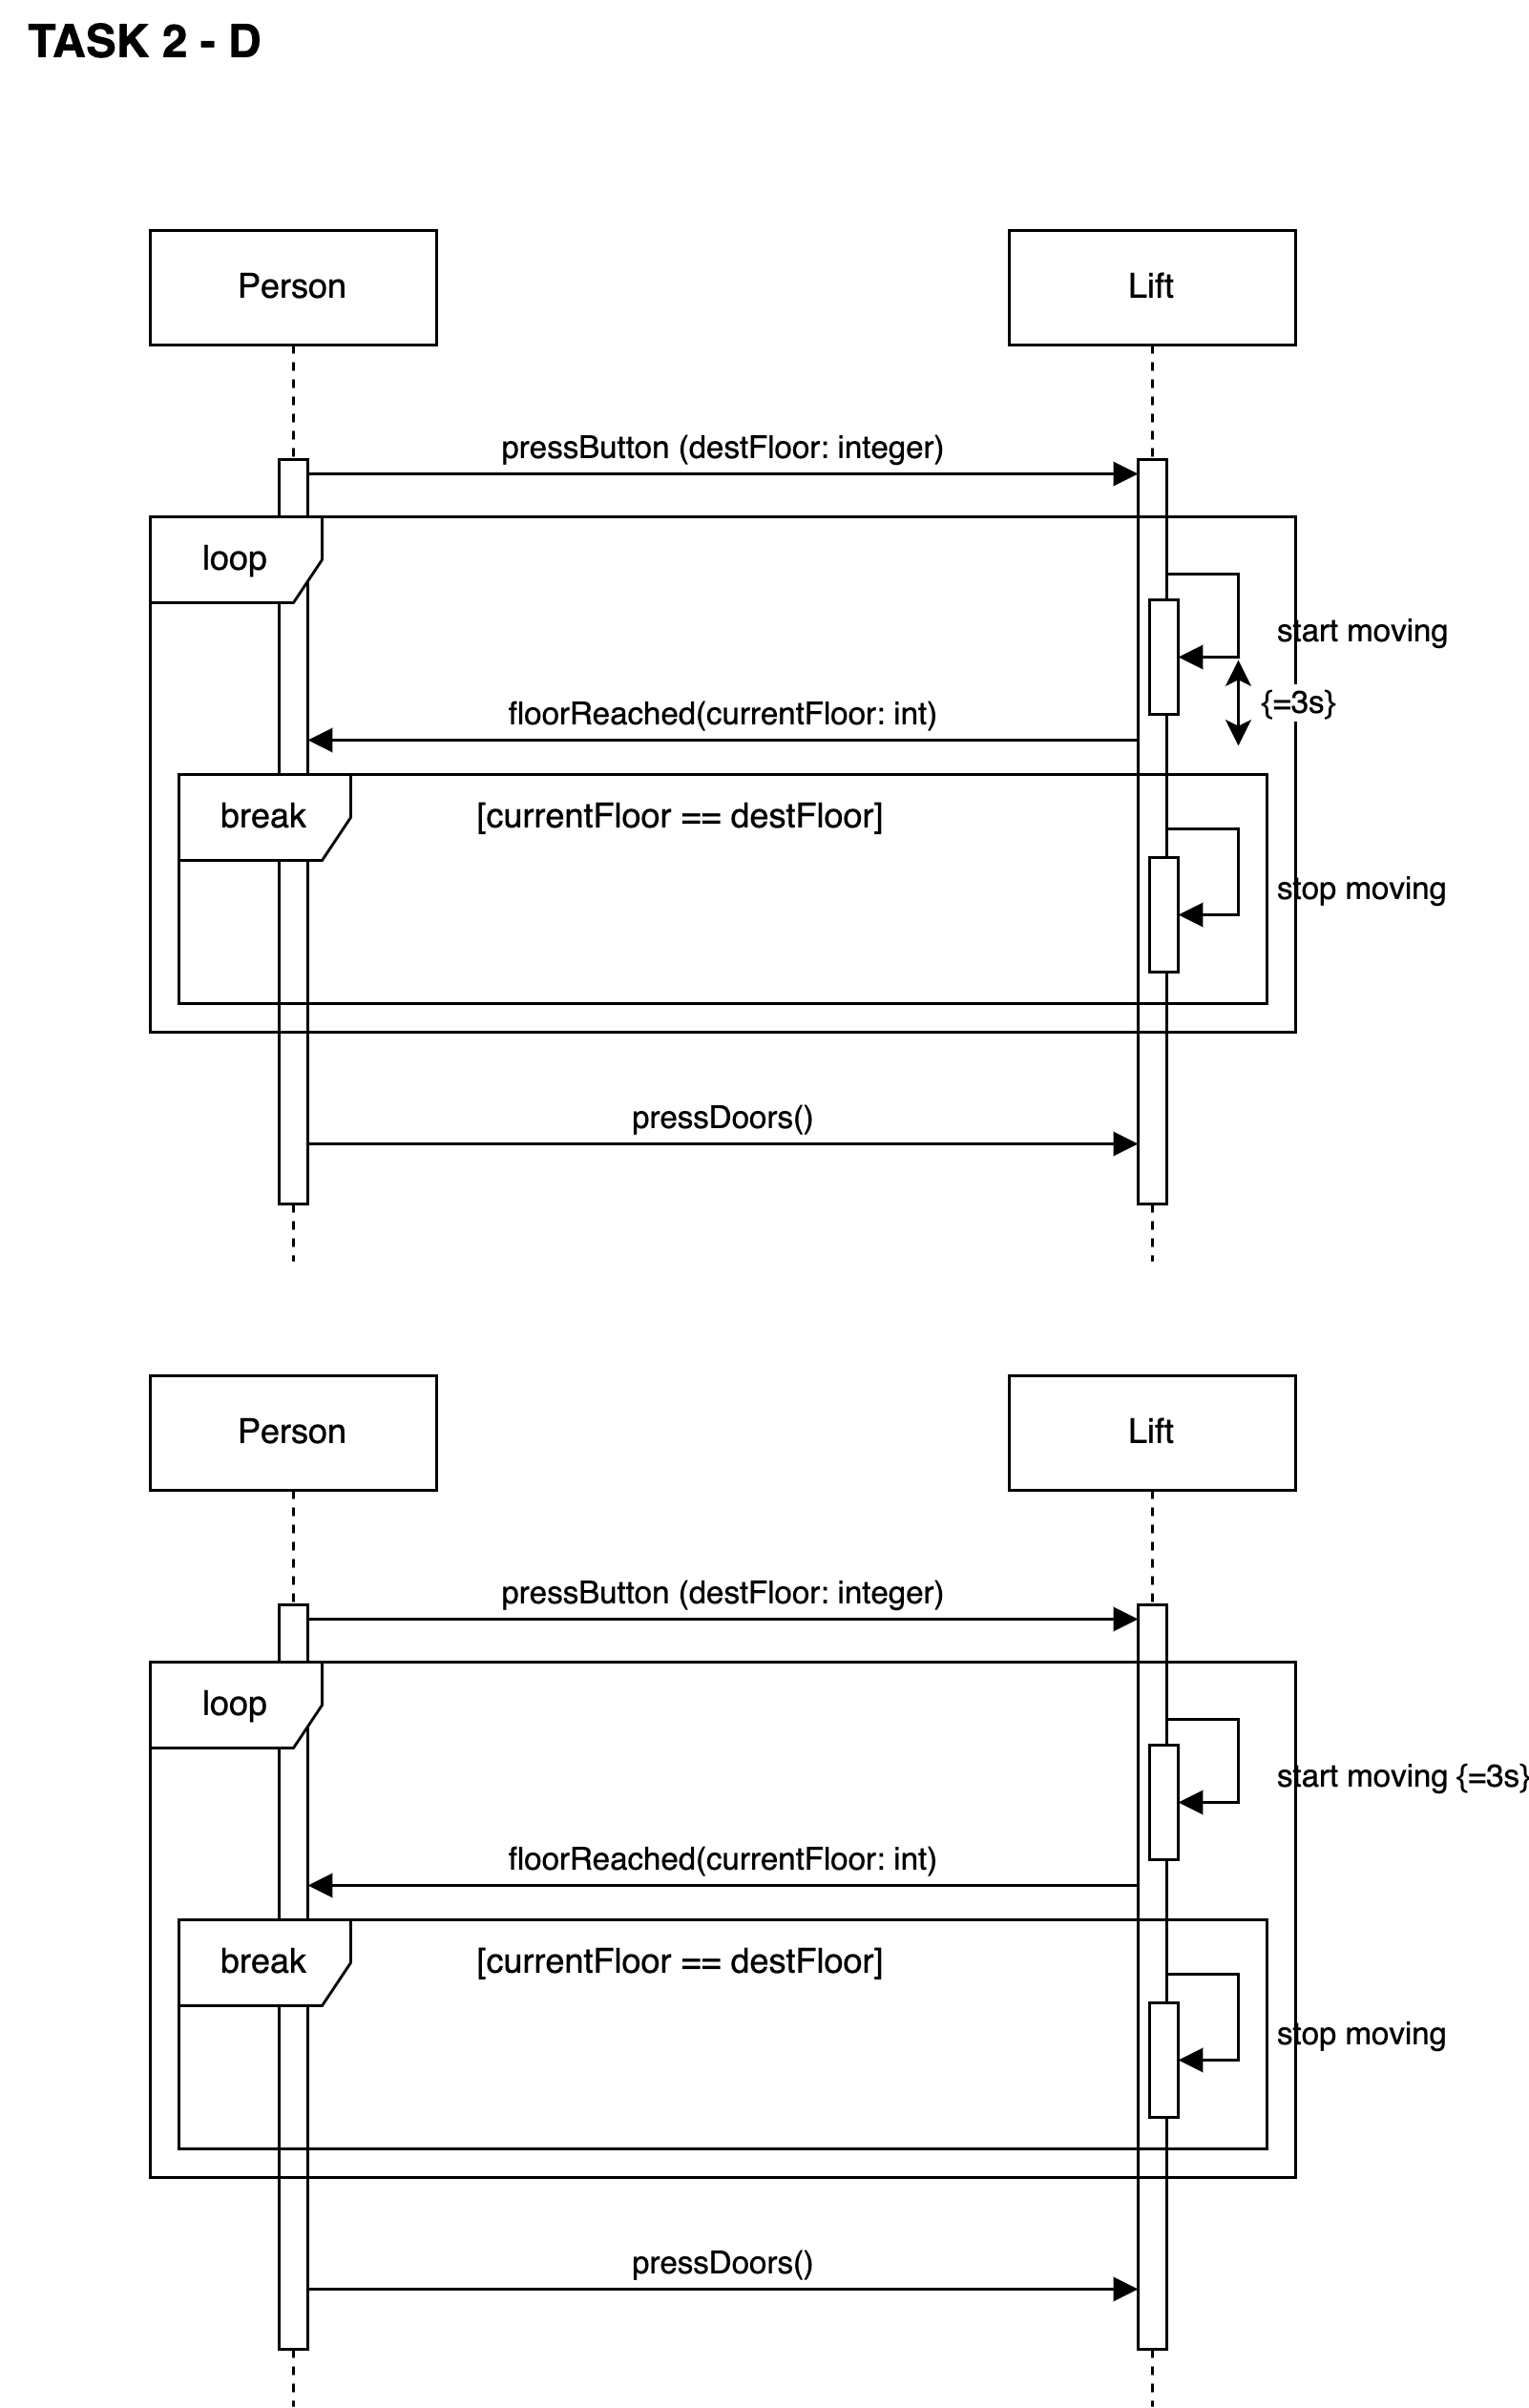 TASK 2 - D
Person
Lift
pressButton (destFloor: integer)
loop
start moving
{=3s}
floorReached(currentFloor: int)
break
[currentFloor == destFloor]
stop moving
pressDoors()
Person
Lift
pressButton (destFloor: integer)
loop
start moving {=3s}
floorReached(currentFloor: int)
break
[currentFloor == destFloor]
stop moving
pressDoors()